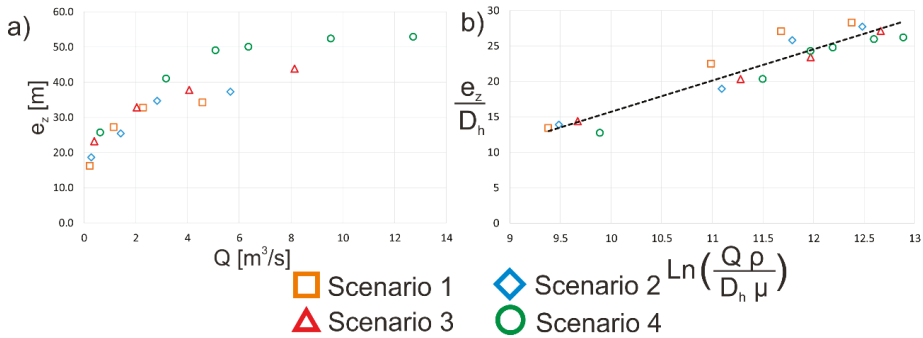 a)
60.0
50.0
40.0
30.0
20.0
10.0
0.0
e_z [m]
0 2 4 6 8 10 12 14
Q [m³/s]
b)
30
25
20
15
10
5
0
e_z
D_h
9 9.5 10 10.5 11 11.5 12 12.5 13
Ln(Q ρ
D_h μ)
Scenario 1
Scenario 2
Scenario 3
Scenario 4